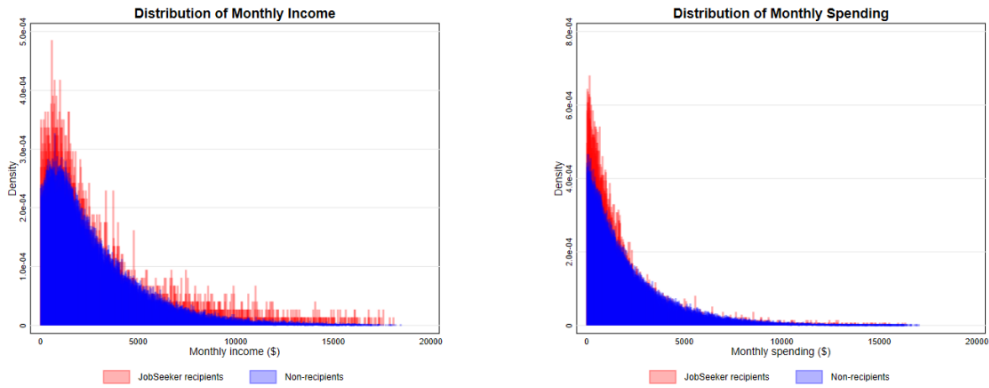 Distribution of Monthly Income
5.0e-04
4.0e-04
3.0e-04
2.0e-04
1.0e-04
0
Density
0 5000 10000 15000 20000
Monthly income ($)
JobSeeker recipients Non-recipients
Distribution of Monthly Spending
8.0e-04
6.0e-04
4.0e-04
2.0e-04
0
Density
0 5000 10000 15000 20000
Monthly spending ($)
JobSeeker recipients Non-recipients